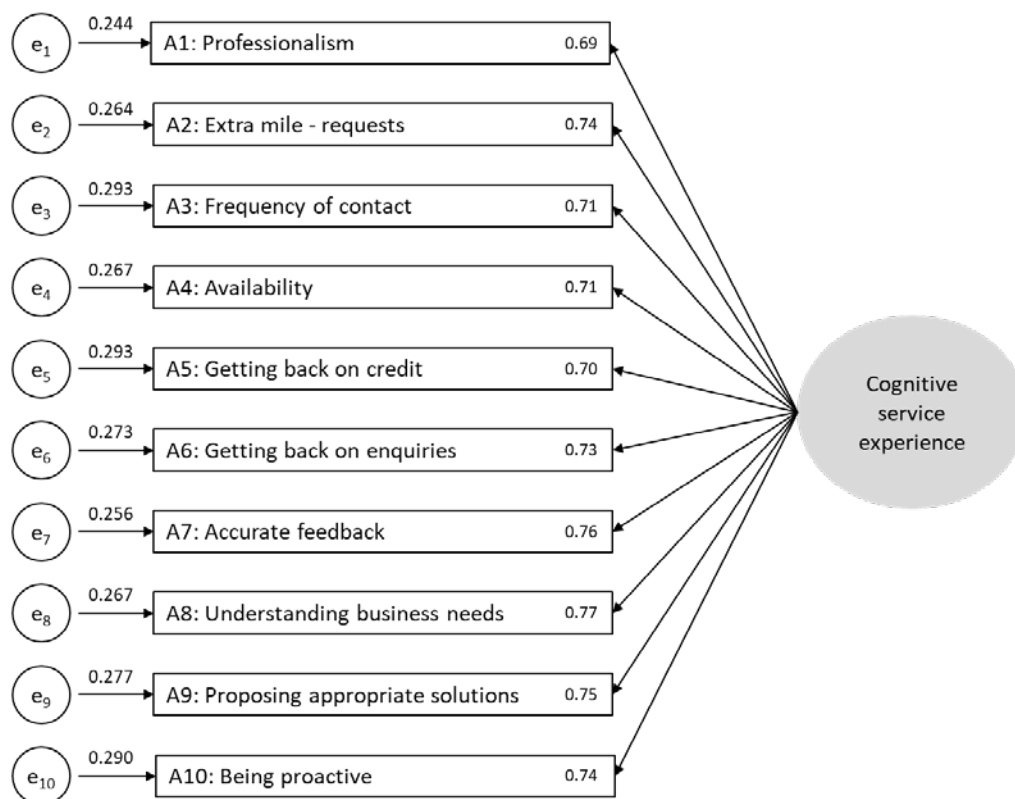 0.244
e1
A1: Professionalism 0.69
0.264
e2
A2: Extra mile - requests 0.74
0.293
e3
A3: Frequency of contact 0.71
0.267
e4
A4: Availability 0.71
0.293
e5
A5: Getting back on credit 0.70
0.273
e6
A6: Getting back on enquiries 0.73
0.256
e7
A7: Accurate feedback 0.76
0.267
e8
A8: Understanding business needs 0.77
0.277
e9
A9: Proposing appropriate solutions 0.75
0.290
e10
A10: Being proactive 0.74
Cognitive
service
experience